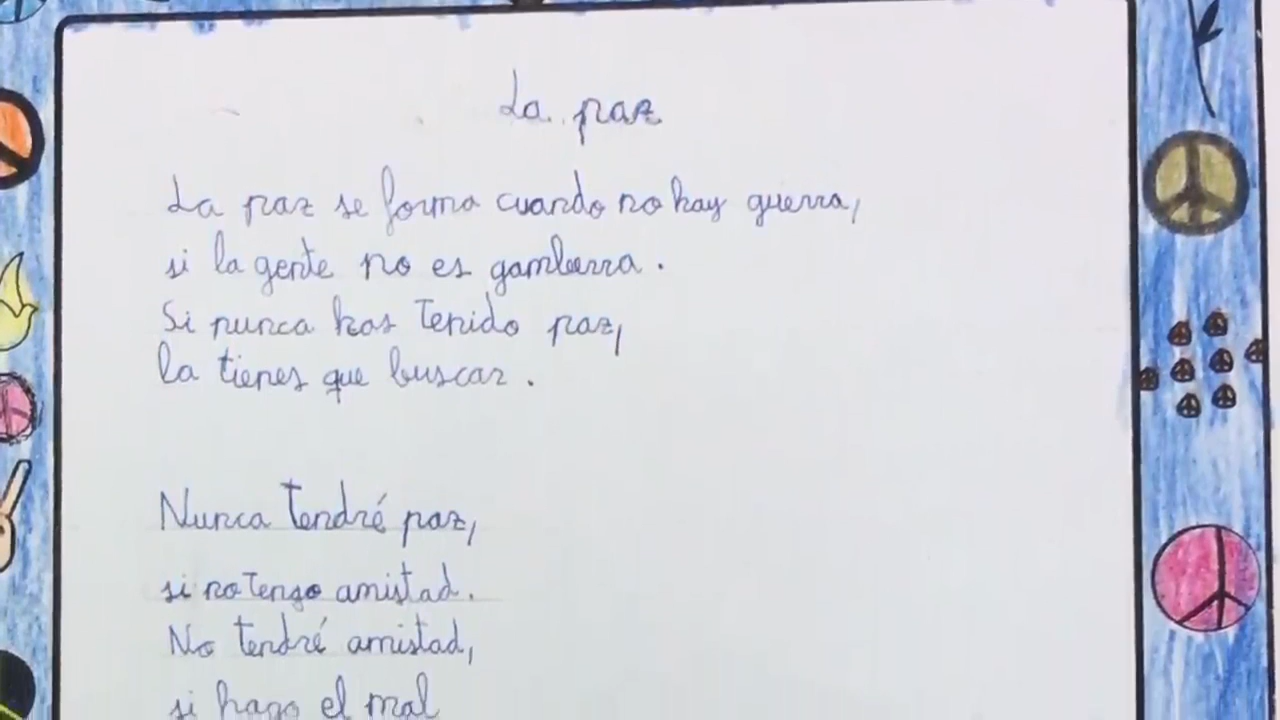 La paz
La paz se forma cuando no hay guerra,
si la gente no es gamberra.
Si nunca has tenido paz,
la tienes que buscar.
Nunca tendré paz,
si no tengo amistad.
No tendré amistad,
si hago el mal